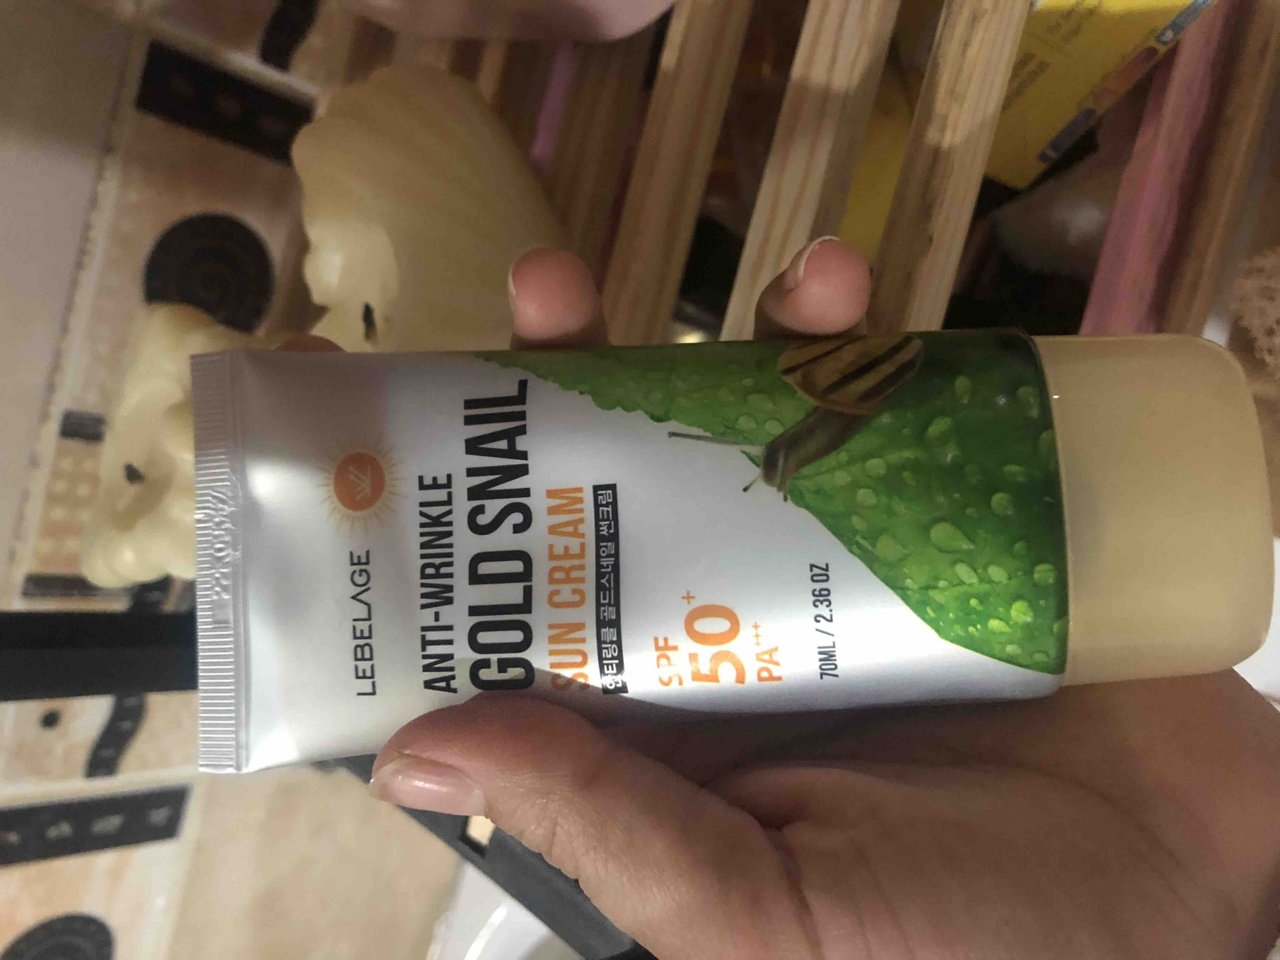 LEBELAGE
ANTI-WRINKLE
GOLD SNAIL
SUN CREAM
안티링클 골드스네일 썬크림
SPF
50+
PA+++
70ML / 2.36 OZ